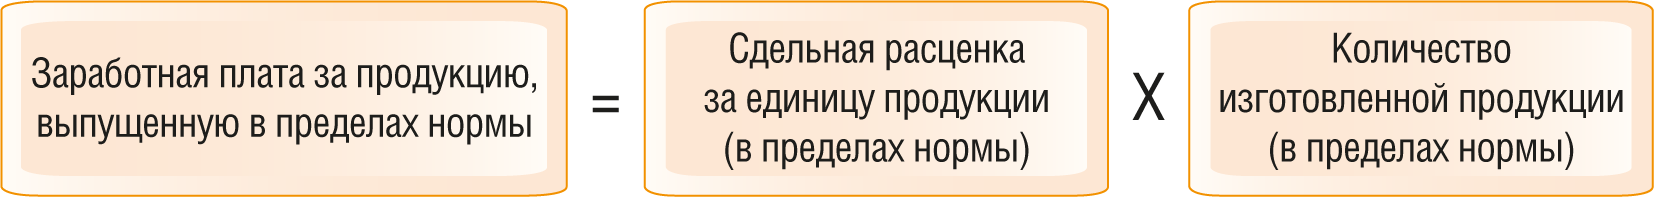 Заработная плата за продукцию,
выпущенную в пределах нормы
=
Сдельная расценка
за единицу продукции
(в пределах нормы)
X
Количество
изготовленной продукции
(в пределах нормы)